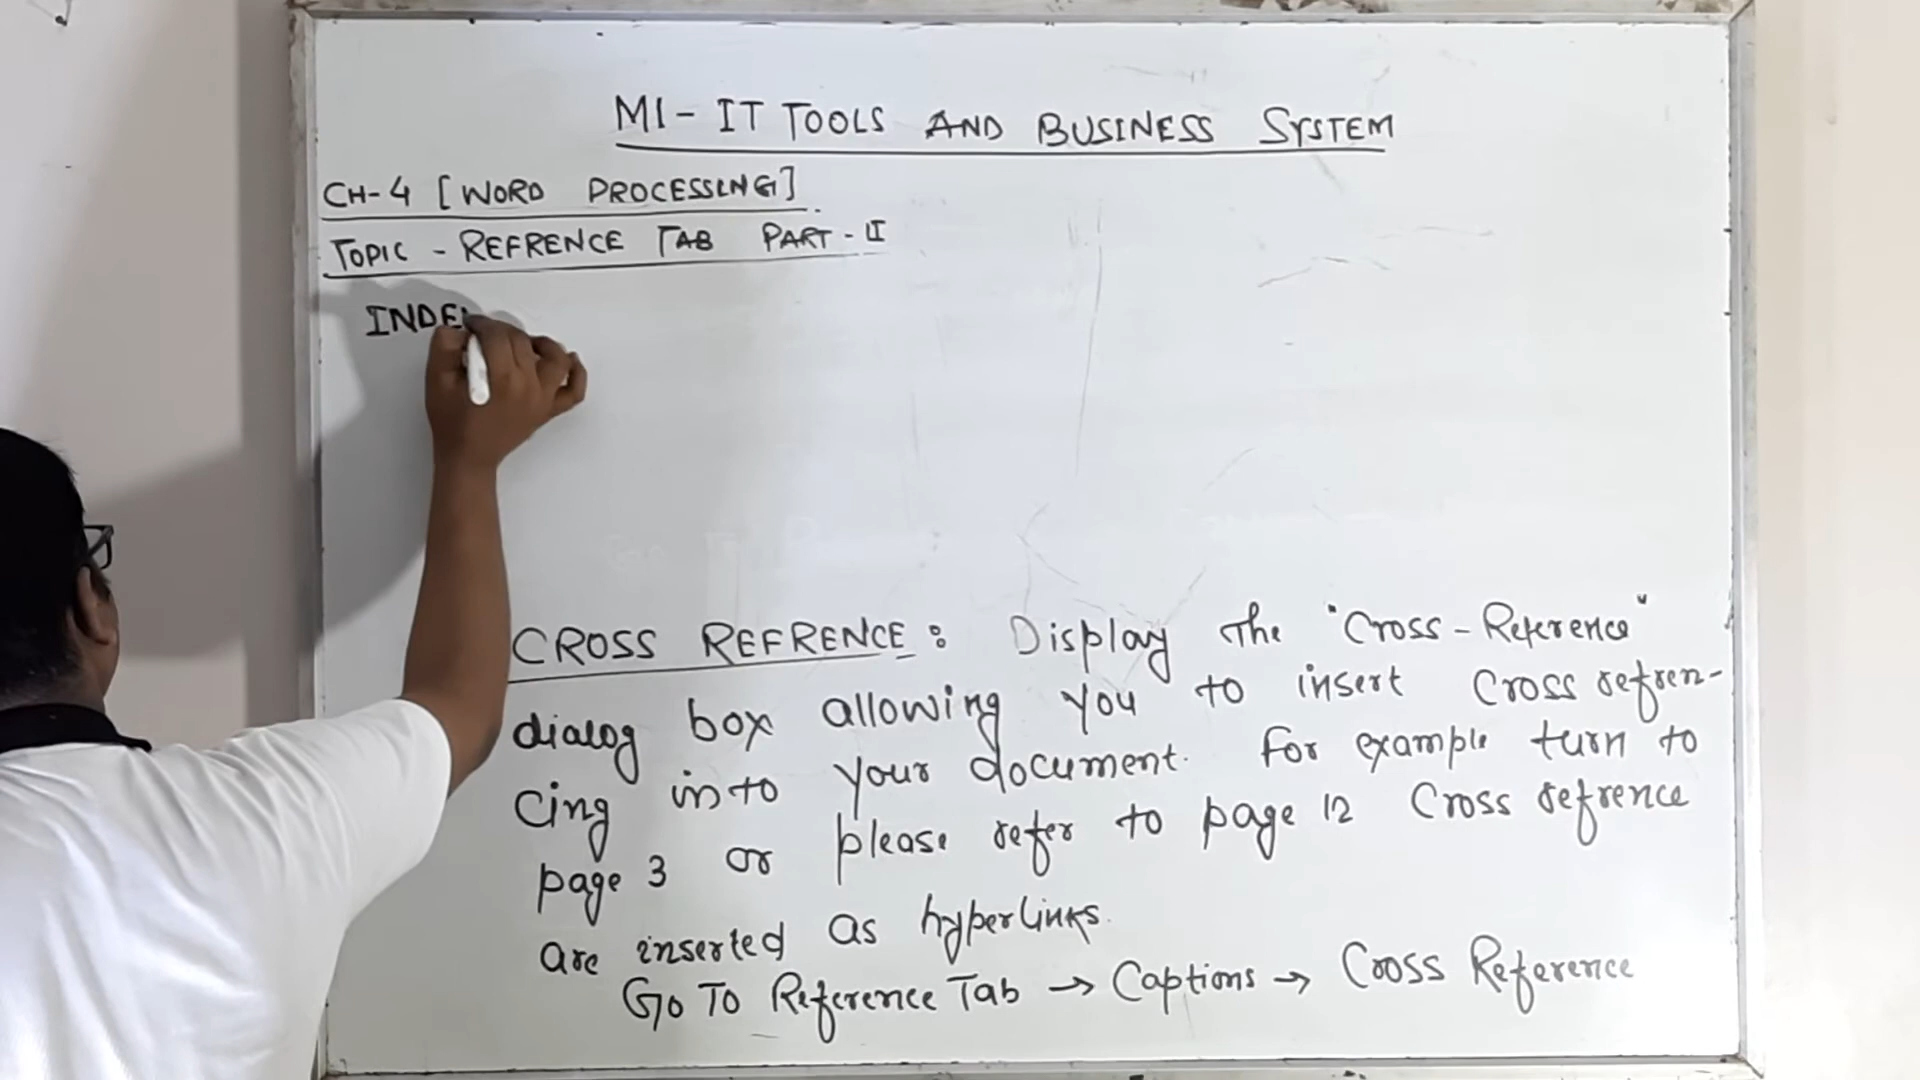 M1 - IT TOOLS AND BUSINESS SYSTEM
CH-4 [WORD PROCESSING]
TOPIC - REFRENCE TAB PART - II
INDE
CROSS REFRENCE : Display the "Cross-Reference"
dialog box allowing you to insert Cross refren-
cing into your document. For example turn to
page 3 or please refer to page 12 Cross refrence
are inserted as hyperlinks.
GO TO Reference Tab → Captions → Cross Reference